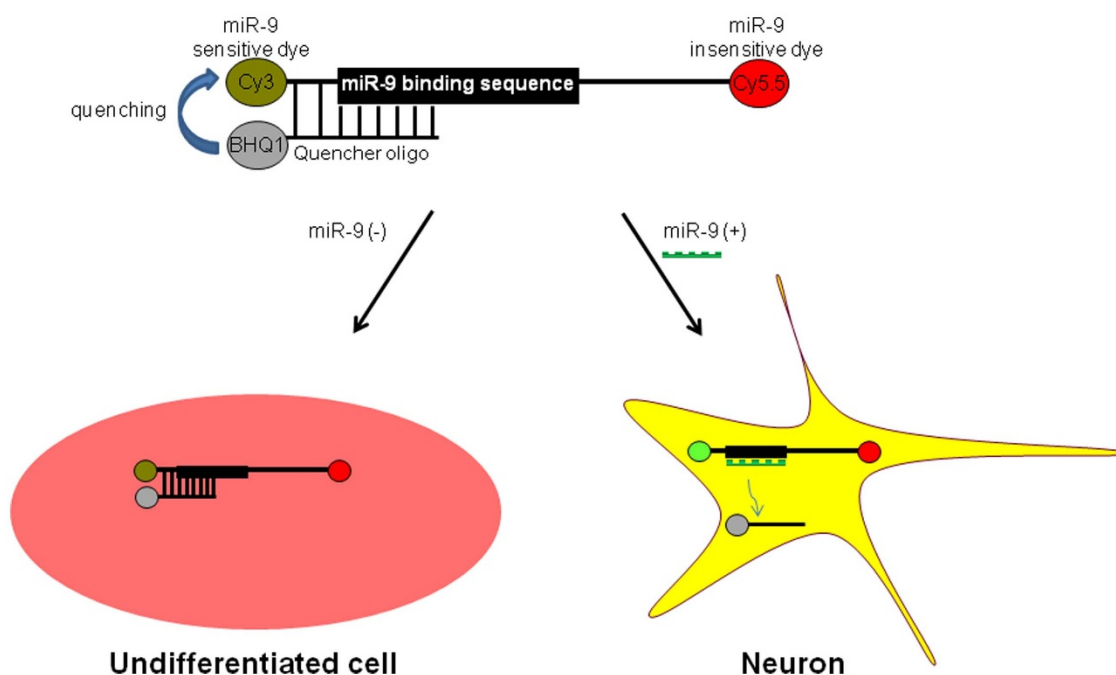 miR-9
sensitive dye
miR-9
insensitive dye
Cy3
miR-9 binding sequence
Cy5.5
quenching
BHQ1
Quencher oligo
miR-9 (-)
miR-9 (+)
Undifferentiated cell
Neuron